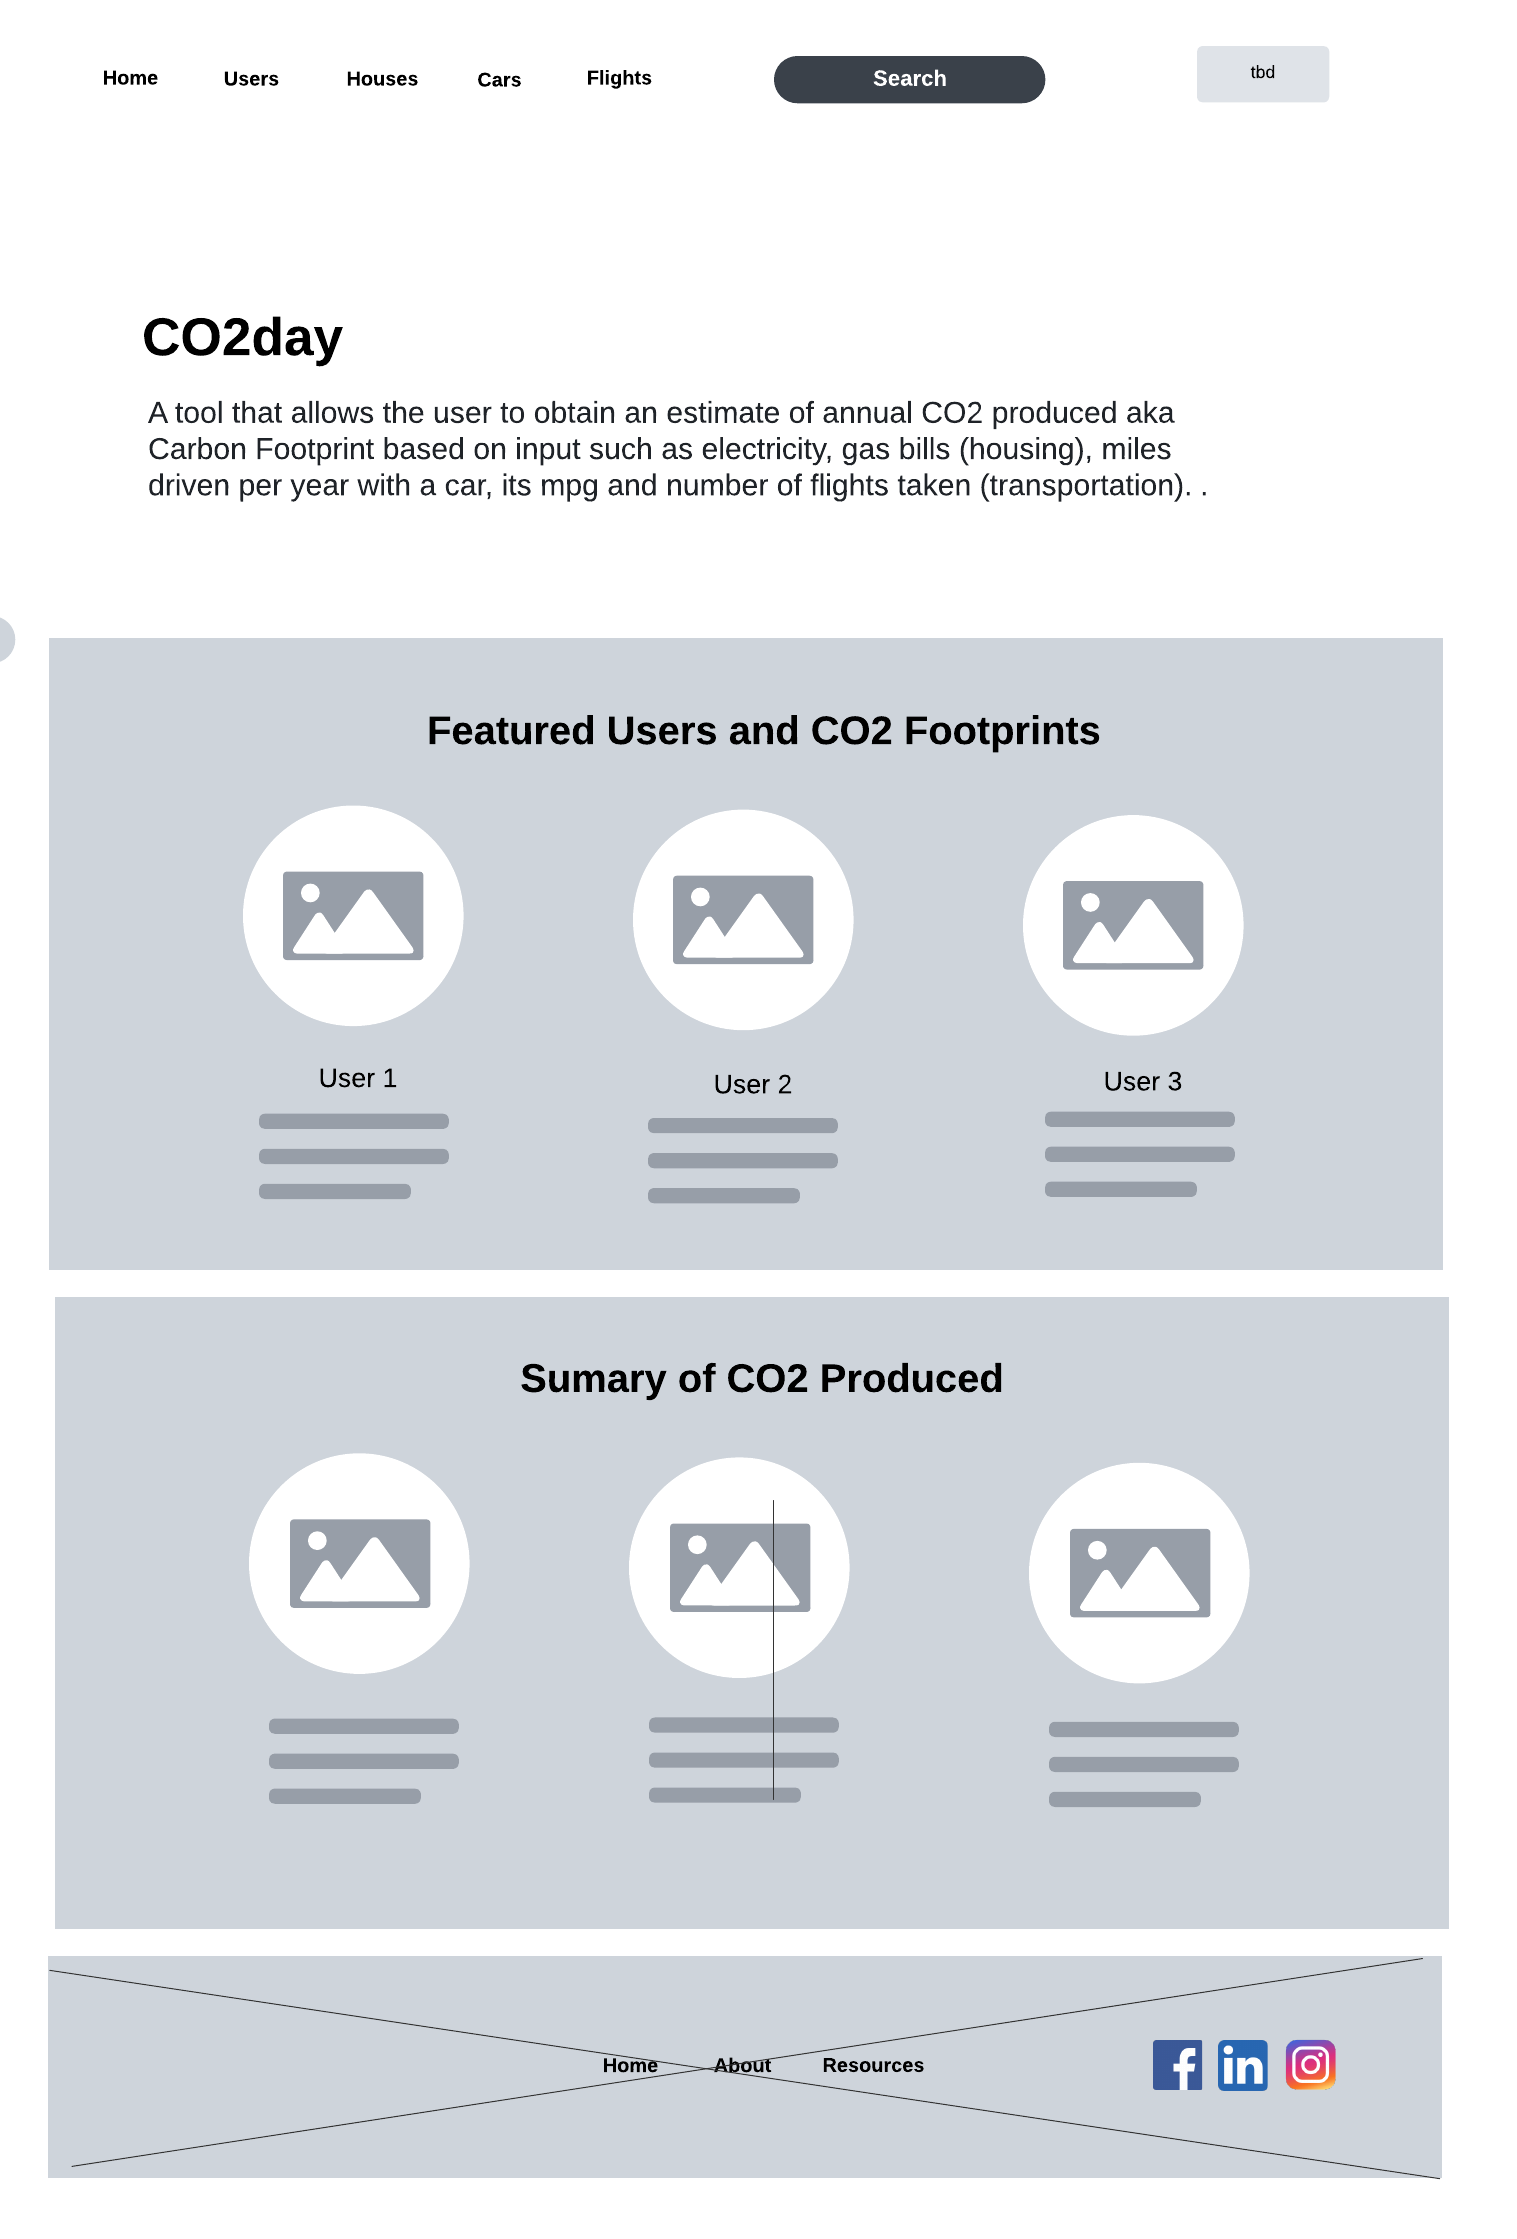 Home Users Houses Cars Flights Search tbd
CO2day
A tool that allows the user to obtain an estimate of annual CO2 produced aka
Carbon Footprint based on input such as electricity, gas bills (housing), miles
driven per year with a car, its mpg and number of flights taken (transportation). .
Featured Users and CO2 Footprints
User 1 User 2 User 3
Sumary of CO2 Produced
Home About Resources